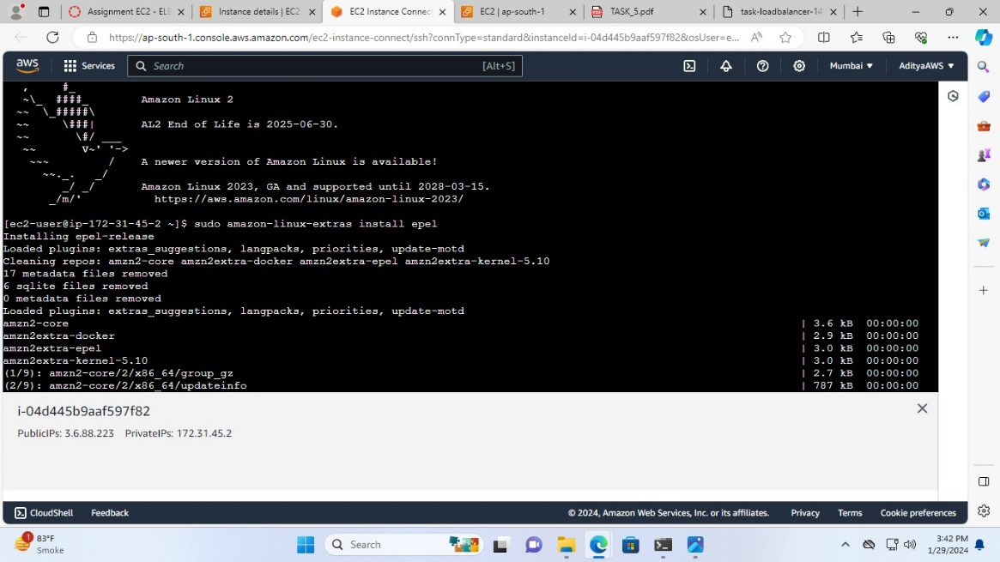 Assignment EC2 - ELB
Instance details | EC2
EC2 Instance Connec
EC2 | ap-south-1
TASK_5.pdf
task-loadbalancer-14
https://ap-south-1.console.aws.amazon.com/ec2-instance-connect/ssh?connType=standard&instanceId=i-04d445b9aaf597f82&osUser=e...
aws
Services
Search
[Alt+S]
Mumbai
AdityaAWS
, #_
~\_ ####_ Amazon Linux 2
~~ \_#####\
~~ \###| AL2 End of Life is 2025-06-30.
~~ \#/ ___
~~ V~' '->
~~~ / A newer version of Amazon Linux is available!
~~._. _/
_/ _/ Amazon Linux 2023, GA and supported until 2028-03-15.
_/m/' https://aws.amazon.com/linux/amazon-linux-2023/
[ec2-user@ip-172-31-45-2 ~]$ sudo amazon-linux-extras install epel
Installing epel-release
Loaded plugins: extras_suggestions, langpacks, priorities, update-motd
Cleaning repos: amzn2-core amzn2extra-docker amzn2extra-epel amzn2extra-kernel-5.10
17 metadata files removed
6 sqlite files removed
0 metadata files removed
Loaded plugins: extras_suggestions, langpacks, priorities, update-motd
amzn2-core | 3.6 kB 00:00:00
amzn2extra-docker | 2.9 kB 00:00:00
amzn2extra-epel | 3.0 kB 00:00:00
amzn2extra-kernel-5.10 | 3.0 kB 00:00:00
(1/9): amzn2-core/2/x86_64/group_gz | 2.7 kB 00:00:00
(2/9): amzn2-core/2/x86_64/updateinfo | 787 kB 00:00:00
i-04d445b9aaf597f82
PublicIPs: 3.6.88.223 PrivateIPs: 172.31.45.2
CloudShell
Feedback
© 2024, Amazon Web Services, Inc. or its affiliates.
Privacy
Terms
Cookie preferences
1
83°F
Smoke
Search
3:42 PM
1/29/2024